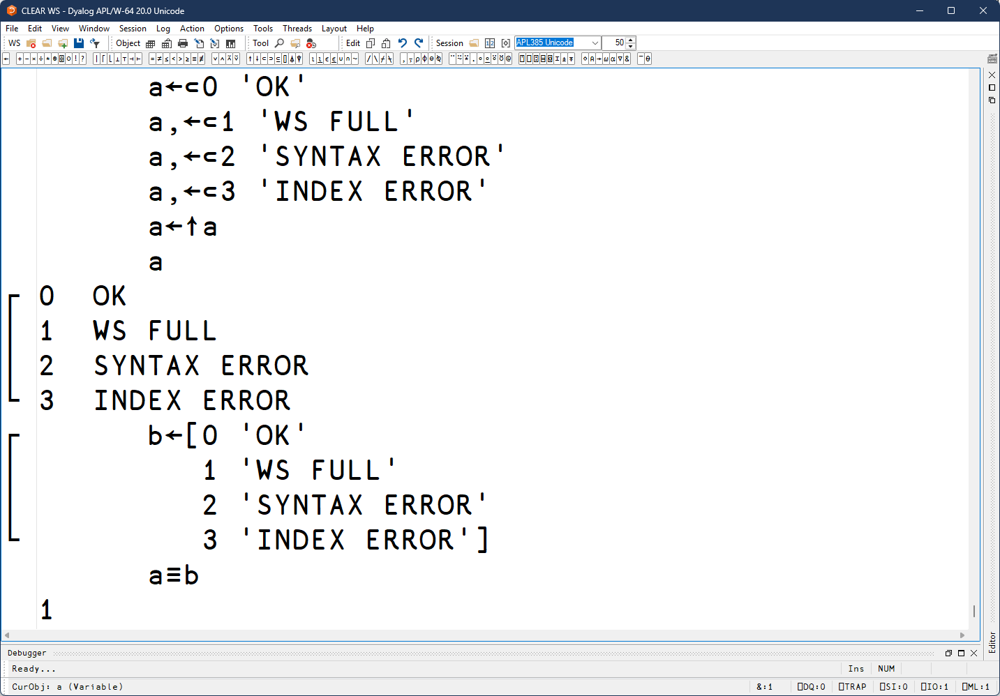 CLEAR WS - Dyalog APL/W-64 20.0 Unicode
File Edit View Window Session Log Action Options Tools Threads Layout Help
WS Object Tool Edit Session APL385 Unicode 50
      a←⊂0 'OK'
      a,←⊂1 'WS FULL'
      a,←⊂2 'SYNTAX ERROR'
      a,←⊂3 'INDEX ERROR'
      a←↑a
      a
0  OK
1  WS FULL
2  SYNTAX ERROR
3  INDEX ERROR
      b←[0 'OK'
         1 'WS FULL'
         2 'SYNTAX ERROR'
         3 'INDEX ERROR']
      a≡b
1
Editor
Debugger
Ready... Ins NUM
CurObj: a (Variable) &:1 ⎕DQ:0 ⎕TRAP ⎕SI:0 ⎕IO:1 ⎕ML:1